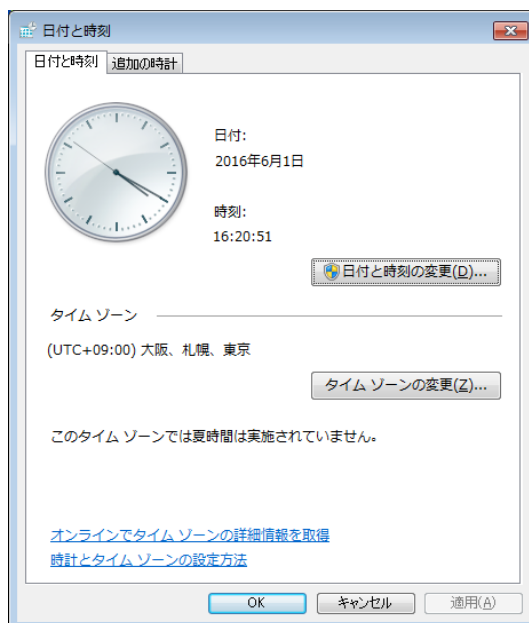 日付と時刻
日付と時刻 追加の時計
日付:
2016年6月1日
時刻:
16:20:51
日付と時刻の変更(D)...
タイム ゾーン
(UTC+09:00) 大阪、札幌、東京
タイム ゾーンの変更(Z)...
このタイム ゾーンでは夏時間は実施されていません。
オンラインでタイム ゾーンの詳細情報を取得
時計とタイム ゾーンの設定方法
OK キャンセル 適用(A)